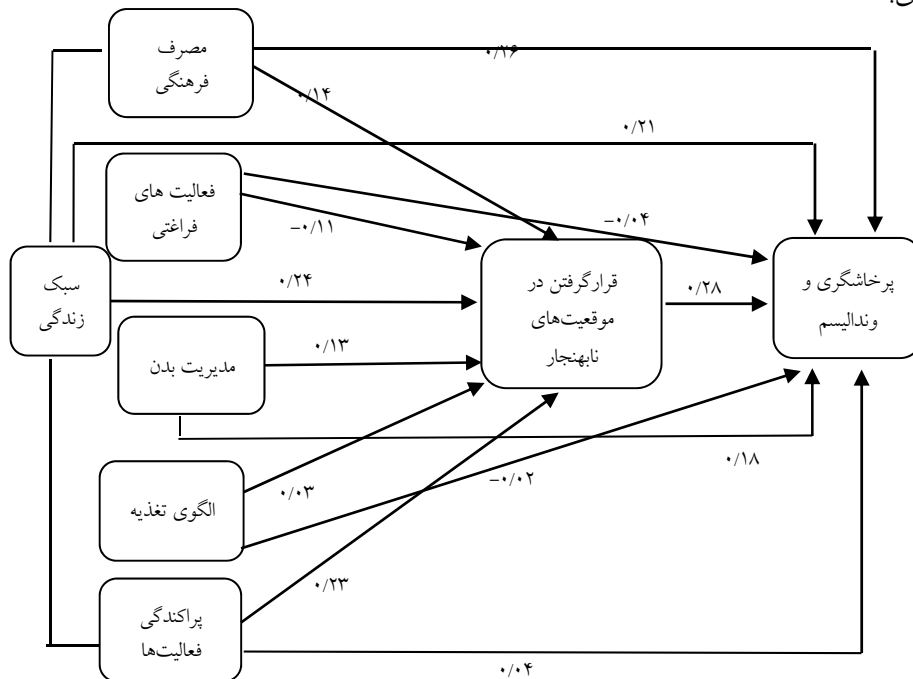 مصرف
فرهنگی
۰/۲۶
۰/۱۴
۰/۲۱
فعالیت های
فراغتی
-۰/۰۴
-۰/۱۱
سبک
زندگی
۰/۲۴
قرارگرفتن در
موقعیت‌های
نابهنجار
۰/۲۸
پرخاشگری و
وندالیسم
مدیریت بدن
۰/۱۳
۰/۱۸
الگوی تغذیه
۰/۰۳
-۰/۰۲
پراکندگی
فعالیت‌ها
۰/۲۳
۰/۰۴